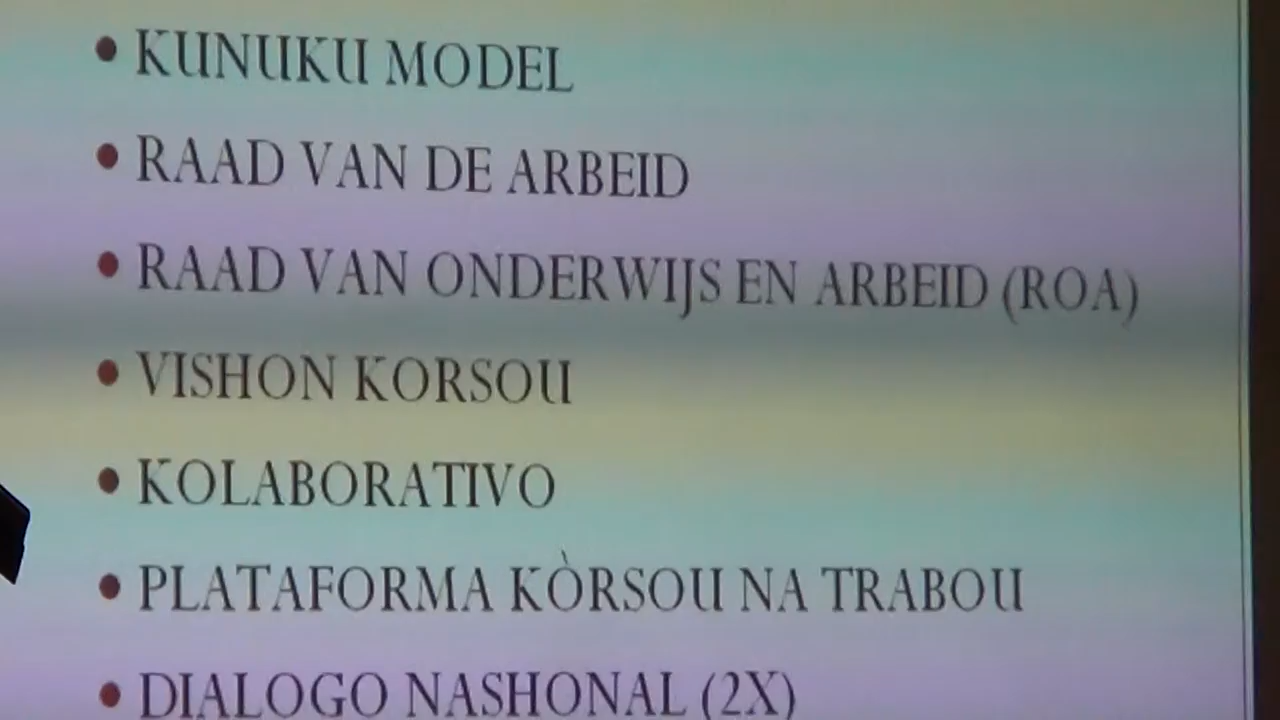 • KUNUKU MODEL
• RAAD VAN DE ARBEID
• RAAD VAN ONDERWIJS EN ARBEID (ROA)
• VISHON KORSOU
• KOLABORATIVO
• PLATAFORMA KÒRSOU NA TRABOU
• DIALOGO NASHONAL (2X)